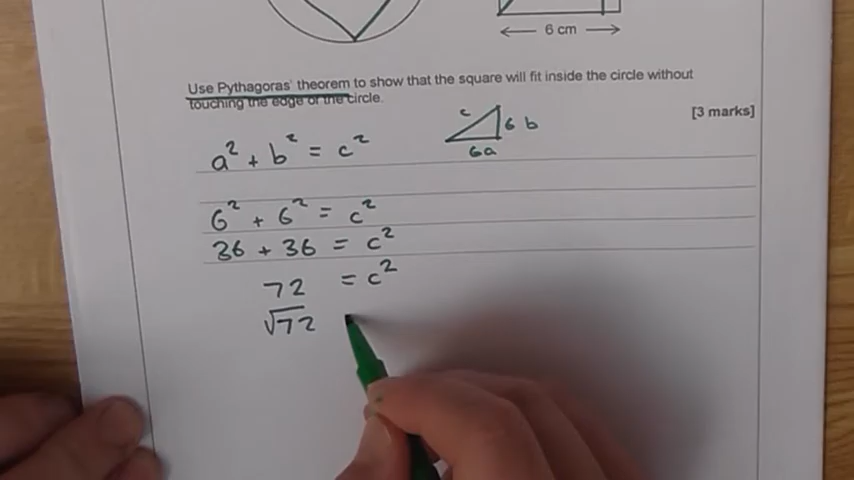 6 cm
Use Pythagoras' theorem to show that the square will fit inside the circle without
touching the edge of the circle.
[3 marks]
c
6 b
6a
a² + b² = c²
6² + 6² = c²
36 + 36 = c²
72 = c²
√72